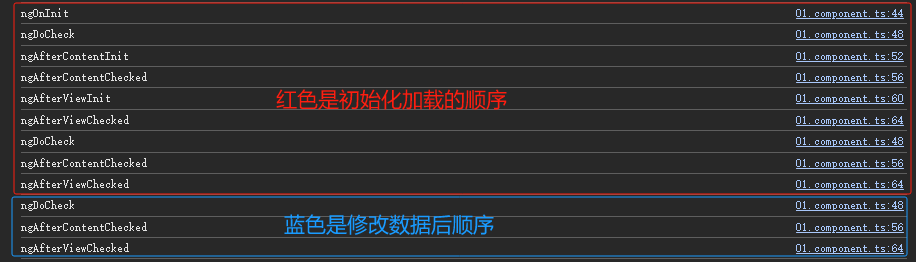 ngOnInit 01.component.ts:44
ngDoCheck 01.component.ts:48
ngAfterContentInit 01.component.ts:52
ngAfterContentChecked 01.component.ts:56
ngAfterViewInit 01.component.ts:60
红色是初始化加载的顺序
ngAfterViewChecked 01.component.ts:64
ngDoCheck 01.component.ts:48
ngAfterContentChecked 01.component.ts:56
ngAfterViewChecked 01.component.ts:64
ngDoCheck 01.component.ts:48
ngAfterContentChecked 01.component.ts:56
蓝色是修改数据后顺序
ngAfterViewChecked 01.component.ts:64